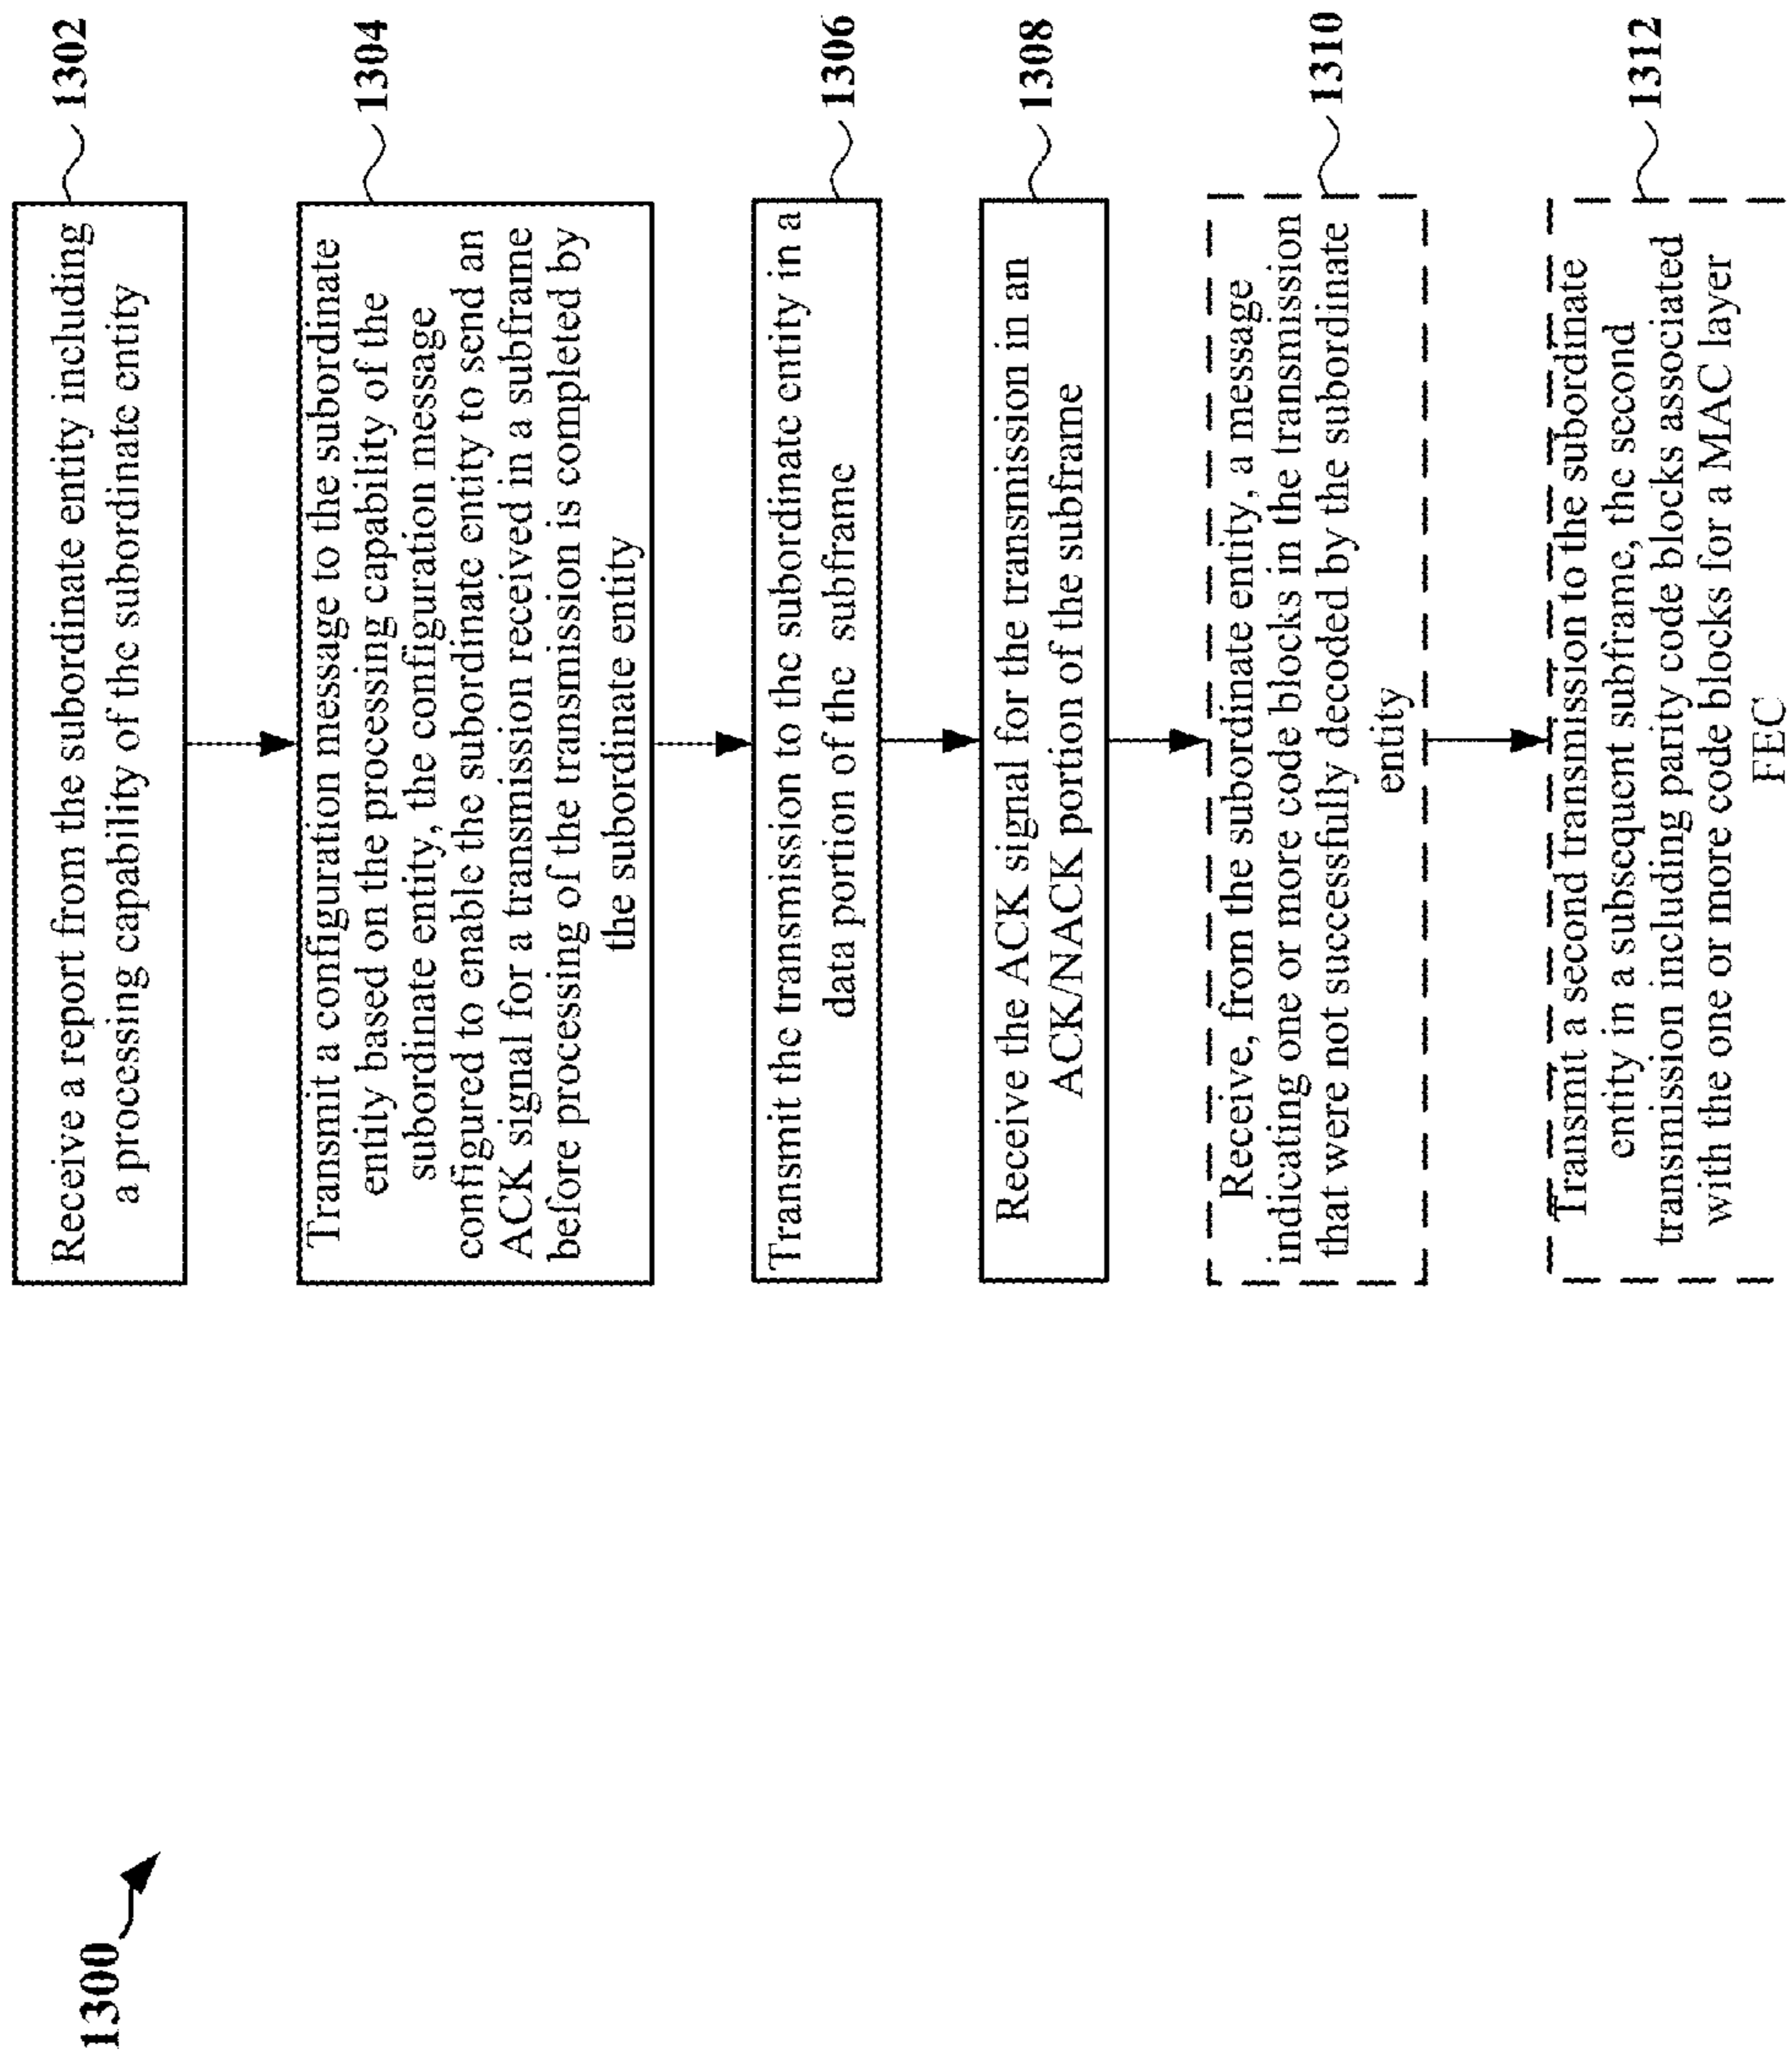 1300
Receive a report from the subordinate entity including
a processing capability of the subordinate entity
1302
Transmit a configuration message to the subordinate
entity based on the processing capability of the
subordinate entity, the configuration message
configured to enable the subordinate entity to send an
ACK signal for a transmission received in a subframe
before processing of the transmission is completed by
the subordinate entity
1304
Transmit the transmission to the subordinate entity in a
data portion of the subframe
1306
Receive the ACK signal for the transmission in an
ACK/NACK portion of the subframe
1308
Receive, from the subordinate entity, a message
indicating one or more code blocks in the transmission
that were not successfully decoded by the subordinate
entity
1310
Transmit a second transmission to the subordinate
entity in a subsequent subframe, the second
transmission including parity code blocks associated
with the one or more code blocks for a MAC layer
FEC
1312